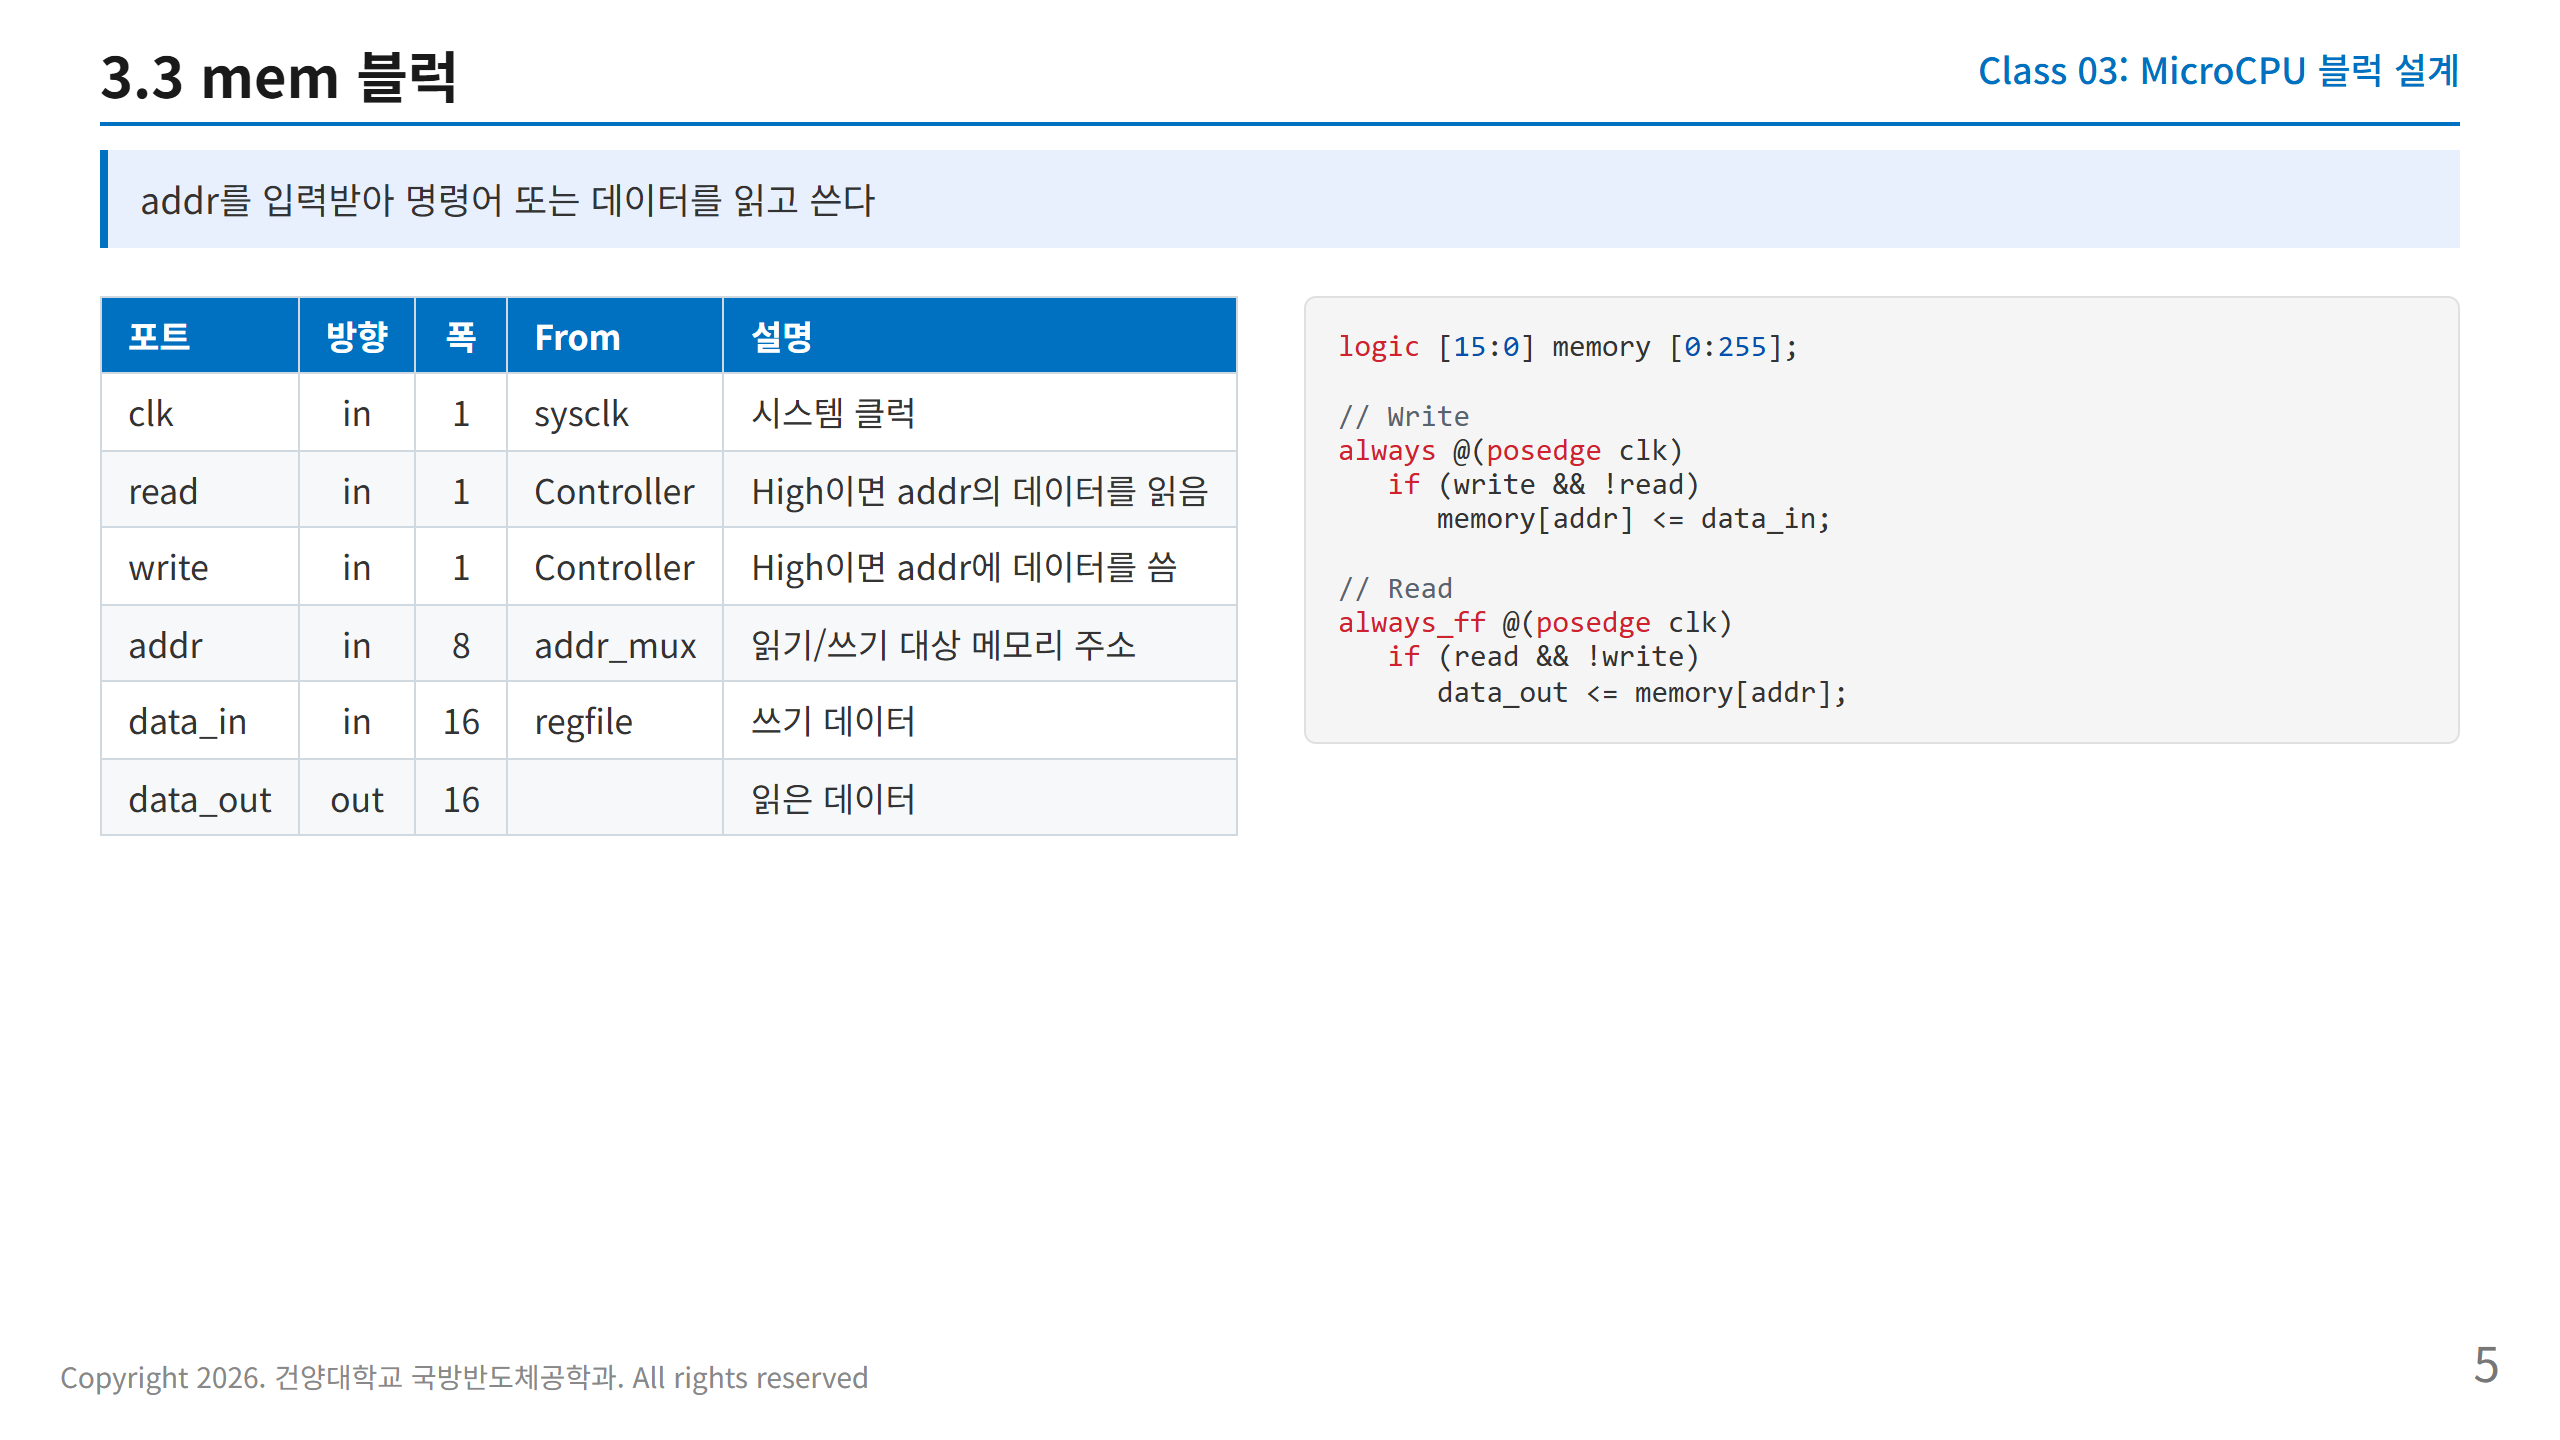 3.3 mem 블럭
Class 03: MicroCPU 블럭 설계
addr를 입력받아 명령어 또는 데이터를 읽고 쓴다
포트 방향 폭 From 설명
clk in 1 sysclk 시스템 클럭
read in 1 Controller High이면 addr의 데이터를 읽음
write in 1 Controller High이면 addr에 데이터를 씀
addr in 8 addr_mux 읽기/쓰기 대상 메모리 주소
data_in in 16 regfile 쓰기 데이터
data_out out 16 읽은 데이터
logic [15:0] memory [0:255];
// Write
always @(posedge clk)
if (write && !read)
memory[addr] <= data_in;
// Read
always_ff @(posedge clk)
if (read && !write)
data_out <= memory[addr];
Copyright 2026. 건양대학교 국방반도체공학과. All rights reserved
5